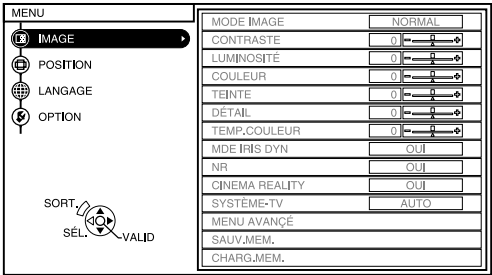 MENU
IMAGE
POSITION
LANGAGE
OPTION
SORT.
SÉL.
VALID
MODE IMAGE NORMAL
CONTRASTE 0
LUMINOSITÉ 0
COULEUR 0
TEINTE 0
DÉTAIL 0
TEMP.COULEUR 0
MDE IRIS DYN OUI
NR OUI
CINEMA REALITY OUI
SYSTÈME-TV AUTO
MENU AVANÇÉ
SAUV.MEM.
CHARG.MEM.